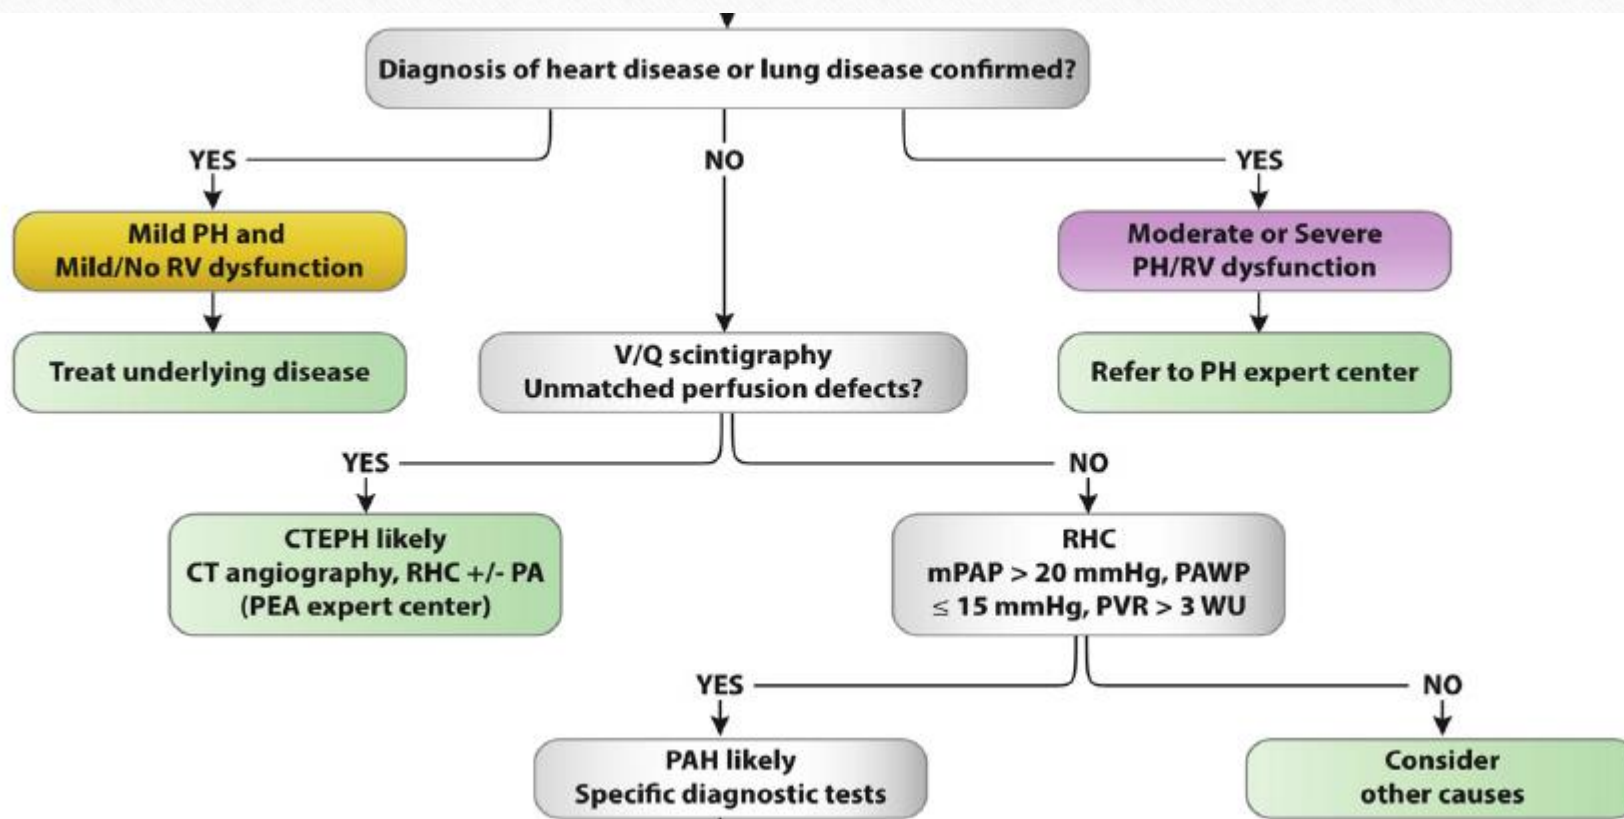 Diagnosis of heart disease or lung disease confirmed?
YES
NO
YES
Mild PH and
Mild/No RV dysfunction
Moderate or Severe
PH/RV dysfunction
Treat underlying disease
V/Q scintigraphy
Unmatched perfusion defects?
Refer to PH expert center
YES
NO
CTEPH likely
CT angiography, RHC +/- PA
(PEA expert center)
RHC
mPAP > 20 mmHg, PAWP
≤ 15 mmHg, PVR > 3 WU
YES
NO
PAH likely
Specific diagnostic tests
Consider
other causes